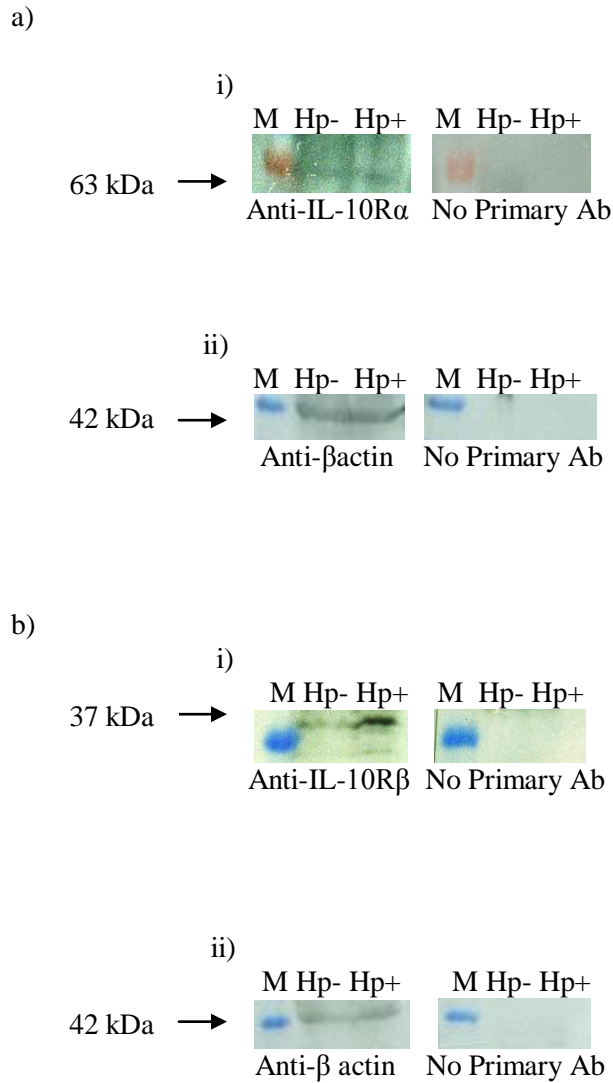 a)
i)
M Hp- Hp+ M Hp- Hp+
63 kDa
Anti-IL-10Rα No Primary Ab
ii)
M Hp- Hp+ M Hp- Hp+
42 kDa
Anti-βactin No Primary Ab
b)
i)
M Hp- Hp+ M Hp- Hp+
37 kDa
Anti-IL-10Rβ No Primary Ab
ii)
M Hp- Hp+ M Hp- Hp+
42 kDa
Anti-β actin No Primary Ab